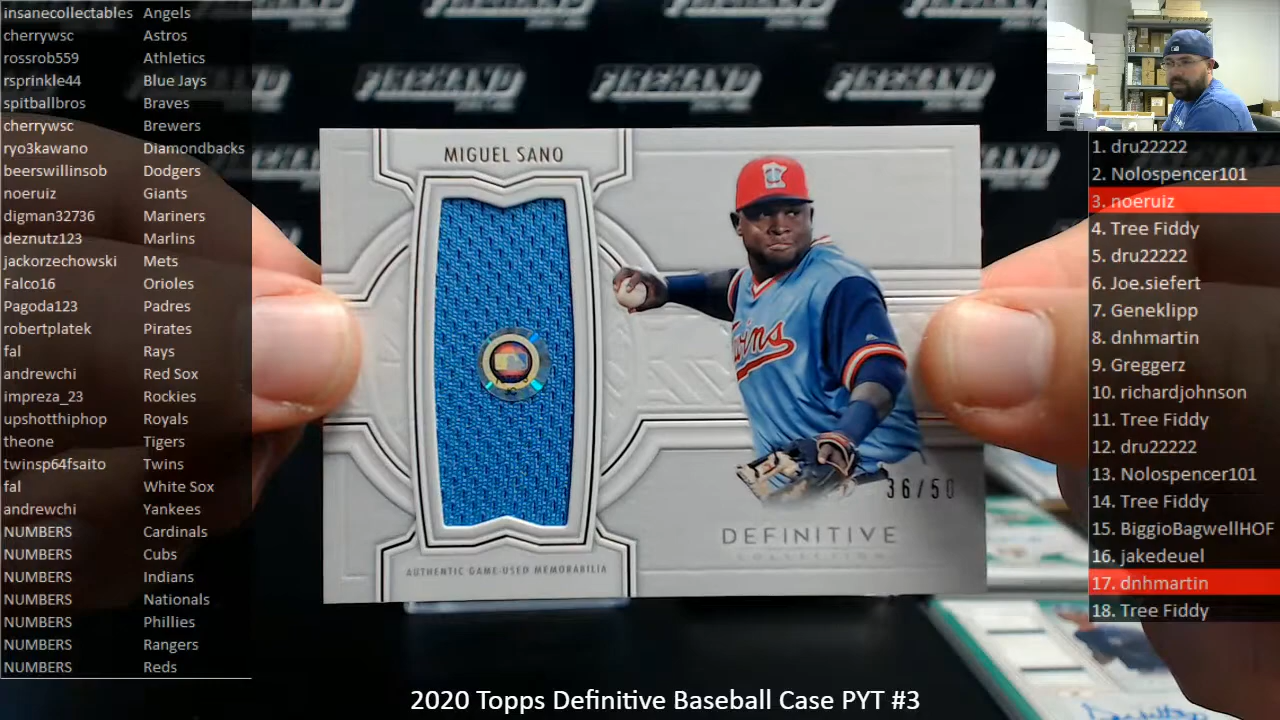 insanecollectables Angels
cherrywsc Astros
rossrob559 Athletics
rsprinkle44 Blue Jays
spitballbros Braves
cherrywsc Brewers
ryo3kawano Diamondbacks
beerswillinsob Dodgers
noeruiz Giants
digman32736 Mariners
deznutz123 Marlins
jackorzechowski Mets
Falco16 Orioles
Pagoda123 Padres
robertplatek Pirates
fal Rays
andrewchi Red Sox
impreza_23 Rockies
upshotthiphop Royals
theone Tigers
twinsp64fsaito Twins
fal White Sox
andrewchi Yankees
NUMBERS Cardinals
NUMBERS Cubs
NUMBERS Indians
NUMBERS Nationals
NUMBERS Phillies
NUMBERS Rangers
NUMBERS Reds
FIREHAND FIREHAND FIREHAND
MIGUEL SANO
Twins
36/50
DEFINITIVE
COLLECTION
AUTHENTIC GAME-USED MEMORABILIA
1. dru22222
2. Nolospencer101
3. noeruiz
4. Tree Fiddy
5. dru22222
6. Joe.siefert
7. Geneklipp
8. dnhmartin
9. Greggerz
10. richardjohnson
11. Tree Fiddy
12. dru22222
13. Nolospencer101
14. Tree Fiddy
15. BiggioBagwellHOF
16. jakedeuel
17. dnhmartin
18. Tree Fiddy
2020 Topps Definitive Baseball Case PYT #3